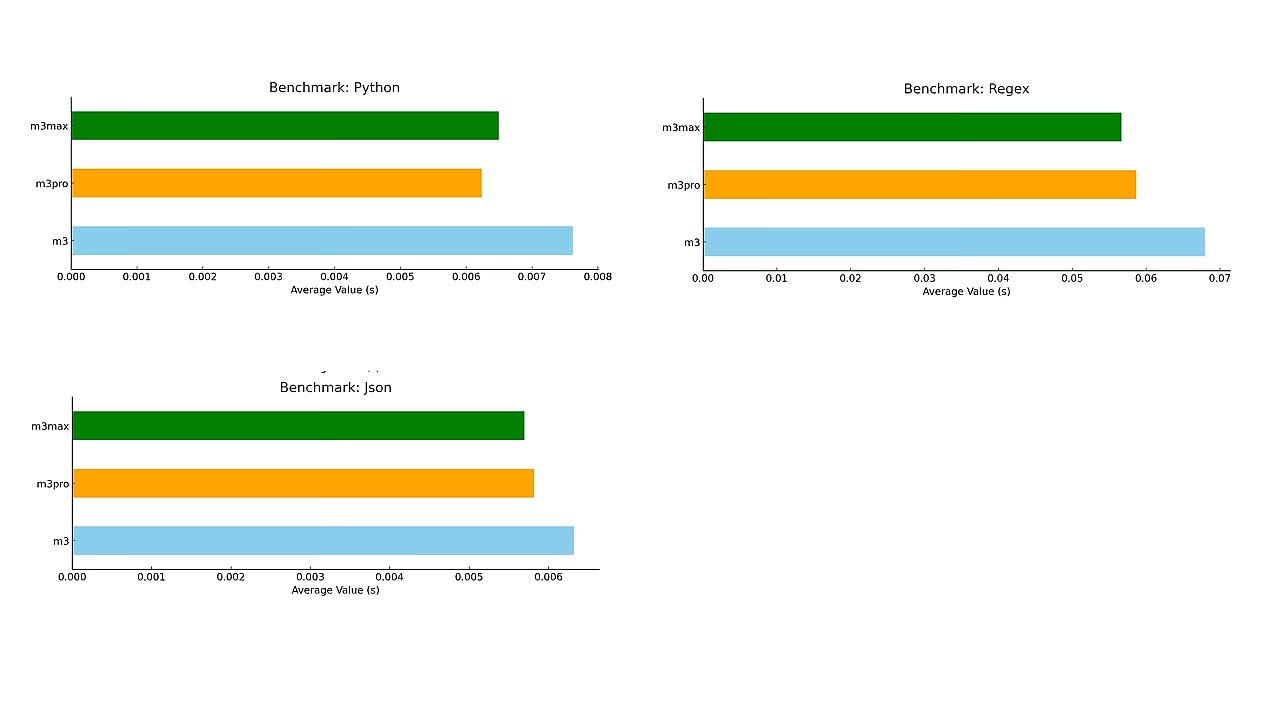 Benchmark: Python
m3max
m3pro
m3
0.000 0.001 0.002 0.003 0.004 0.005 0.006 0.007 0.008
Average Value (s)
Benchmark: Regex
m3max
m3pro
m3
0.00 0.01 0.02 0.03 0.04 0.05 0.06 0.07
Average Value (s)
Benchmark: Json
m3max
m3pro
m3
0.000 0.001 0.002 0.003 0.004 0.005 0.006
Average Value (s)